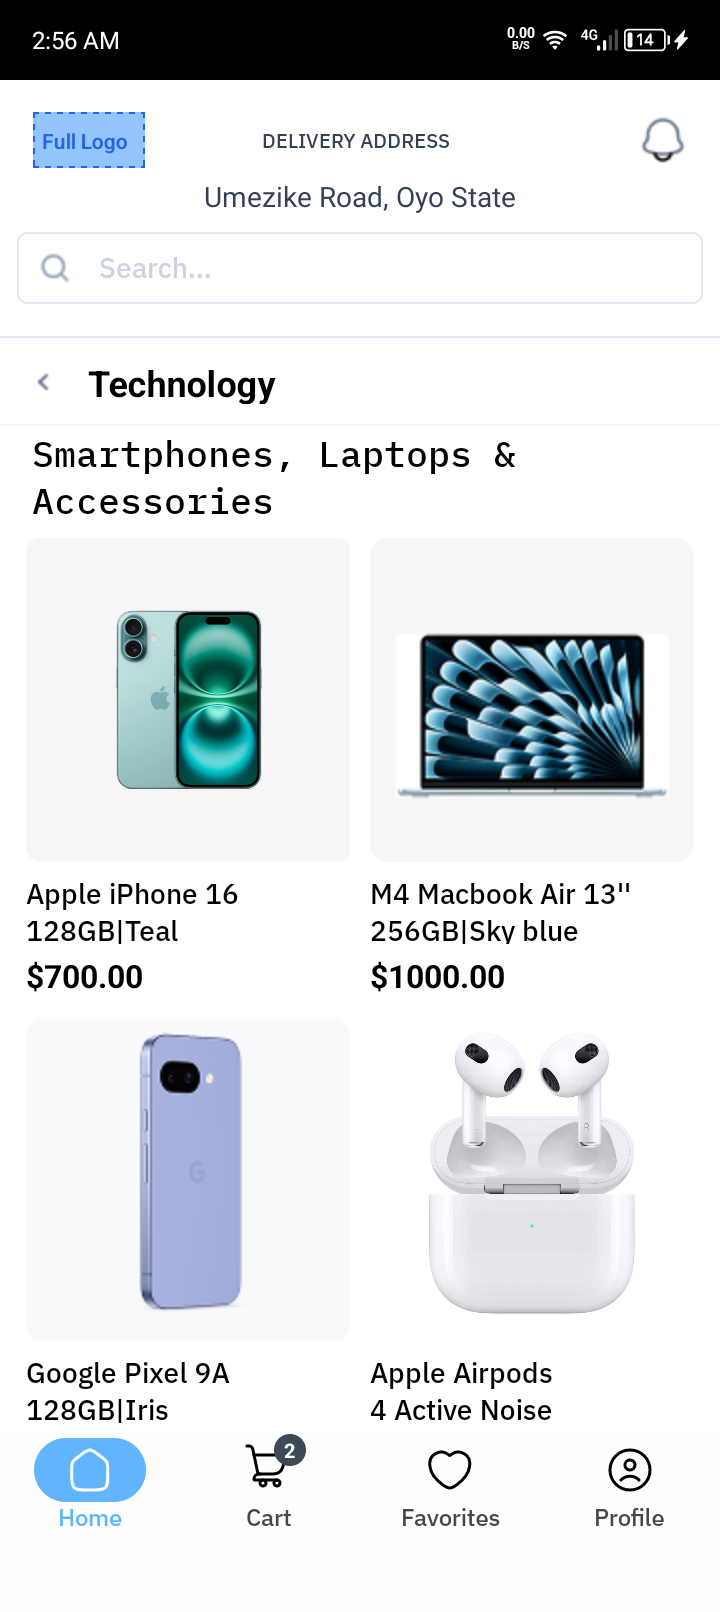 2:56 AM
0.00 B/S
4G
14
Full Logo
DELIVERY ADDRESS
Umezike Road, Oyo State
Search...
Technology
Smartphones, Laptops &
Accessories
Apple iPhone 16
128GB|Teal
$700.00
M4 Macbook Air 13''
256GB|Sky blue
$1000.00
Google Pixel 9A
128GB|Iris
Apple Airpods
4 Active Noise
Home
2
Cart
Favorites
Profile